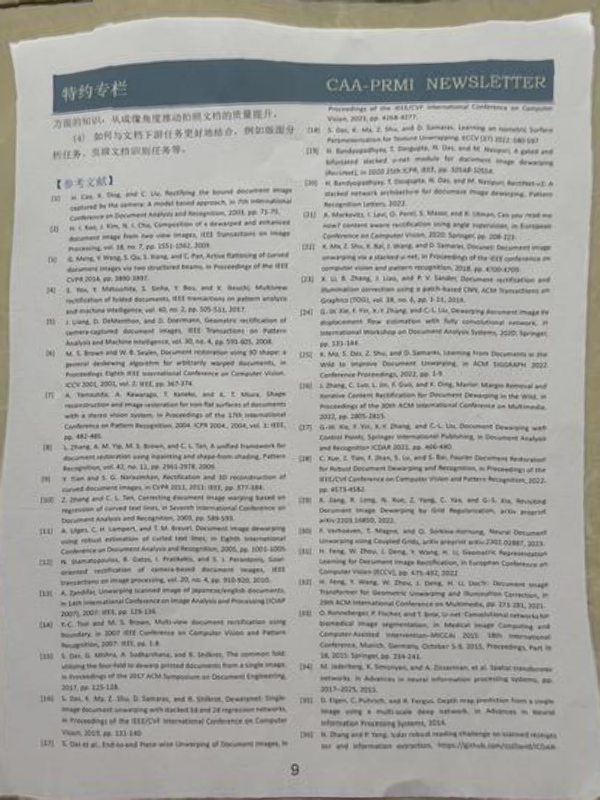 特约专栏
CAA-PRMI NEWSLETTER
方面的知识，从成像角度推动拍照文档的质量提升。
(4) 如何与文档下游任务更好地结合，例如版面分
析任务、页级文档识别任务等。
【参考文献】
[1] H. Cao, X. Ding, and C. Liu, Rectifying the bound document image
captured by the camera: A model based approach, in 7th International
Conference on Document Analysis and Recognition, 2003, pp. 71-75.
[2] H. I. Koo, J. Kim, N. I. Cho, Composition of a dewarped and enhanced
document image from two view images, IEEE Transactions on Image
Processing, vol. 18, no. 7, pp. 1551-1562, 2009.
[3] G. Meng, Y. Wang, S. Qu, S. Xiang, and C. Pan, Active flattening of curved
document images via two structured beams, in Proceedings of the IEEE
CVPR 2014, pp. 3890-3897.
[4] S. You, Y. Matsushita, S. Sinha, Y. Bou, and K. Ikeuchi, Multiview
rectification of folded documents, IEEE transactions on pattern analysis
and machine intelligence, vol. 40, no. 2, pp. 505-511, 2017.
[5] J. Liang, D. DeMenthon, and D. Doermann, Geometric rectification of
camera-captured document images, IEEE Transactions on Pattern
Analysis and Machine Intelligence, vol. 30, no. 4, pp. 591-605, 2008.
[6] M. S. Brown and W. B. Seales, Document restoration using 3D shape: a
general deskewing algorithm for arbitrarily warped documents, in
Proceedings Eighth IEEE International Conference on Computer Vision.
ICCV 2001, 2001, vol. 2: IEEE, pp. 367-374.
[7] A. Yamashita, A. Kawarago, T. Kaneko, and K. T. Miura, Shape
reconstruction and image restoration for non-flat surfaces of documents
with a stereo vision system, in Proceedings of the 17th International
Conference on Pattern Recognition, 2004. ICPR 2004., 2004, vol. 1: IEEE,
pp. 482-485.
[8] L. Zhang, A. M. Yip, M. S. Brown, and C. L. Tan, A unified framework for
document restoration using inpainting and shape-from-shading, Pattern
Recognition, vol. 42, no. 11, pp. 2961-2978, 2009.
[9] Y. Tian and S. G. Narasimhan, Rectification and 3D reconstruction of
curved document images, in CVPR 2011, 2011: IEEE, pp. 377-384.
[10] Z. Zhang and C. L. Tan, Correcting document image warping based on
regression of curved text lines, in Seventh International Conference on
Document Analysis and Recognition, 2003, pp. 589-593.
[11] A. Ulges, C. H. Lampert, and T. M. Breuel, Document image dewarping
using robust estimation of curled text lines, in Eighth International
Conference on Document Analysis and Recognition, 2005, pp. 1001-1005.
[12] N. Stamatopoulos, B. Gatos, I. Pratikakis, and S. J. Perantonis, Goal-
oriented rectification of camera-based document images, IEEE
transactions on image processing, vol. 20, no. 4, pp. 910-920, 2010.
[13] A. Zandifar, Unwarping scanned image of Japanese/english documents,
in 14th International Conference on Image Analysis and Processing (ICIAP
2007), 2007: IEEE, pp. 129-136.
[14] Y.-C. Tsoi and M. S. Brown, Multi-view document rectification using
boundary, in 2007 IEEE Conference on Computer Vision and Pattern
Recognition, 2007: IEEE, pp. 1-8.
[15] S. Das, G. Mishra, A. Sudharshana, and R. Shilkrot, The common fold:
utilizing the four-fold to dewarp printed documents from a single image,
in Proceedings of the 2017 ACM Symposium on Document Engineering,
2017, pp. 125-128.
[16] S. Das, K. Ma, Z. Shu, D. Samaras, and R. Shilkrot, Dewarpnet: Single-
image document unwarping with stacked 3d and 2d regression networks,
in Proceedings of the IEEE/CVF International Conference on Computer
Vision, 2019, pp. 131-140.
[17] S. Das et al., End-to-end Piece-wise Unwarping of Document Images, in
Proceedings of the IEEE/CVF International Conference on Computer
Vision, 2021, pp. 4268-4277.
[18] S. Das, K. Ma, Z. Shu, and D. Samaras, Learning an Isometric Surface
Parameterization for Texture Unwrapping, ECCV (37) 2022: 580-597
[19] H. Bandyopadhyay, T. Dasgupta, N. Das, and M. Nasipuri, A gated and
bifurcated stacked u-net module for document image dewarping
[20] H. Bandyopadhyay, T. Dasgupta, N. Das, and M. Nasipuri, RectiNet-v2: A
stacked network architecture for document image dewarping, Pattern
Recognition Letters, 2022.
[21] A. Markovitz, I. Lavi, O. Perel, S. Mazor, and R. Litman, Can you read me
now? content aware rectification using angle supervision, in European
Conference on Computer Vision, 2020: Springer, pp. 208-223.
[22] K. Ma, Z. Shu, X. Bai, J. Wang, and D. Samaras, Docunet: Document image
unwarping via a stacked u-net, in Proceedings of the IEEE conference on
computer vision and pattern recognition, 2018, pp. 4700-4709.
[23] X. Li, B. Zhang, J. Liao, and P. V. Sander, Document rectification and
illumination correction using a patch-based CNN, ACM Transactions on
Graphics (TOG), vol. 38, no. 6, pp. 1-11, 2019.
[24] G.-W. Xie, F. Yin, X.-Y. Zhang, and C.-L. Liu, Dewarping document image by
displacement flow estimation with fully convolutional network, in
International Workshop on Document Analysis Systems, 2020: Springer,
pp. 131-144.
[25] K. Ma, S. Das, Z. Shu, and D. Samaras, Learning From Documents in the
Wild to Improve Document Unwarping, in ACM SIGGRAPH 2022
Conference Proceedings, 2022, pp. 1-9.
[26] J. Zhang, C. Luo, L. Jin, F. Guo, and K. Ding, Marior: Margin Removal and
Iterative Content Rectification for Document Dewarping in the Wild, in
Proceedings of the 30th ACM International Conference on Multimedia,
2022, pp. 2805-2815.
[27] G.-W. Xie, F. Yin, X.-Y. Zhang, and C.-L. Liu, Document Dewarping with
Control Points, Springer International Publishing, in Document Analysis
and Recognition ICDAR 2021, pp. 466-480.
[28] C. Xue, Z. Tian, F. Zhan, S. Lu, and S. Bai, Fourier Document Restoration
for Robust Document Dewarping and Recognition, in Proceedings of the
IEEE/CVF Conference on Computer Vision and Pattern Recognition, 2022,
pp. 4573-4582.
[29] X. Jiang, R. Long, N. Xue, Z. Yang, C. Yao, and G.-S. Xia, Revisiting
Document Image Dewarping by Grid Regularization, arXiv preprint
arXiv:2203.16850, 2022.
[30] F. Verhoeven, T. Magne, and O. Sorkine-Hornung, Neural Document
Unwarping using Coupled Grids, arXiv preprint arXiv:2302.02887, 2023.
[31] H. Feng, W. Zhou, J. Deng, Y. Wang, H. Li, Geometric Representation
Learning for Document Image Rectification, in European Conference on
Computer Vision (ECCV), pp. 475-492, 2022
[32] H. Feng, Y. Wang, W. Zhou, J. Deng, H. Li, DocTr: Document Image
Transformer for Geometric Unwarping and Illumination Correction, in
29th ACM International Conference on Multimedia, pp. 273-281, 2021.
[33] O. Ronneberger, P. Fischer, and T. Brox, U-net: Convolutional networks for
biomedical image segmentation, in Medical Image Computing and
Computer-Assisted Intervention–MICCAI 2015: 18th International
Conference, Munich, Germany, October 5-9, 2015, Proceedings, Part III
18, 2015: Springer, pp. 234-241.
[34] M. Jaderberg, K. Simonyan, and A. Zisserman, et al. Spatial transformer
networks. In Advances in neural information processing systems, pp.
2017–2025, 2015.
[35] D. Eigen, C. Puhrsch, and R. Fergus. Depth map prediction from a single
image using a multi-scale deep network. In Advances in Neural
Information Processing Systems, 2014.
[36] N. Zhang and P. Yang. Icdar robust reading challenge on scanned receipts
ocr and information extraction,
9